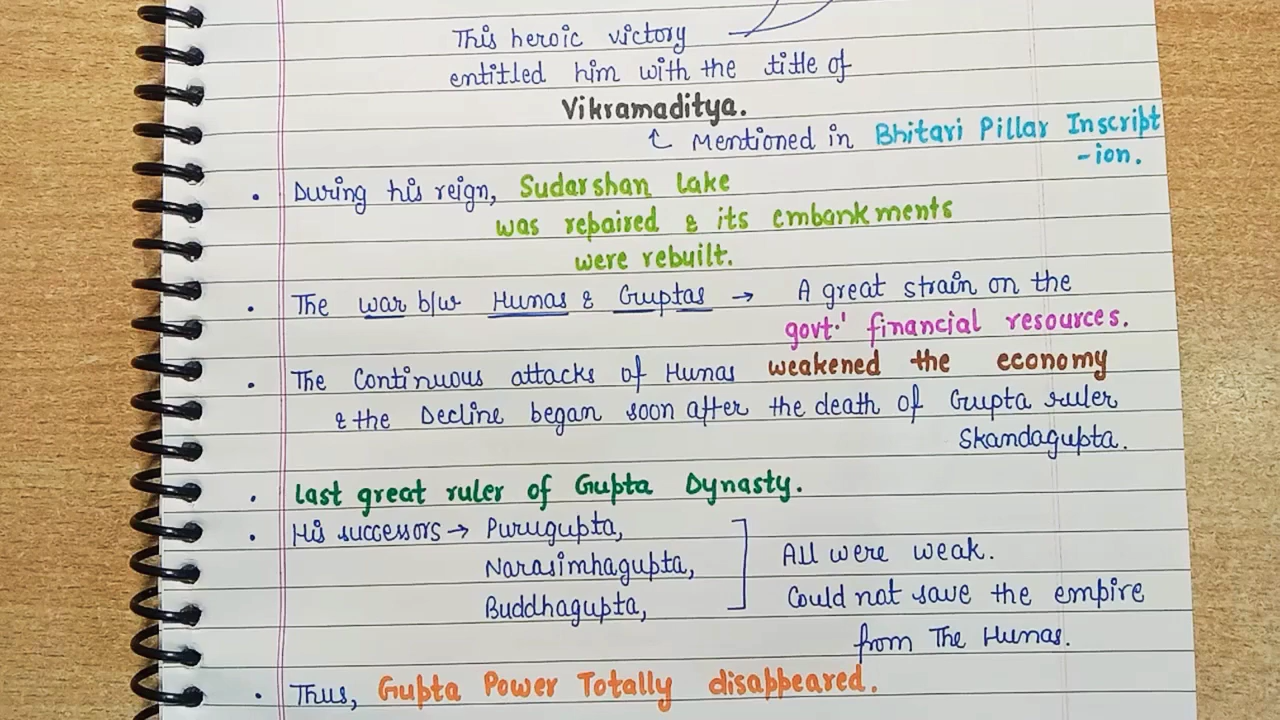 This heroic victory
entitled him with the title of
Vikramaditya.
Mentioned in Bhitari Pillar Inscript
-ion.
• During his reign, Sudarshan Lake
was repaired & its embankments
were rebuilt.
• The war b/w Hunas & Guptas → A great strain on the
govt.' financial resources.
• The Continuous attacks of Hunas weakened the economy
& the Decline began soon after the death of Gupta ruler
Skandagupta.
• Last great ruler of Gupta Dynasty.
• His successors → Purugupta,
Narasimhagupta,
Buddhagupta,
All were weak.
Could not save the empire
from The Hunas.
• Thus, Gupta Power Totally disappeared.